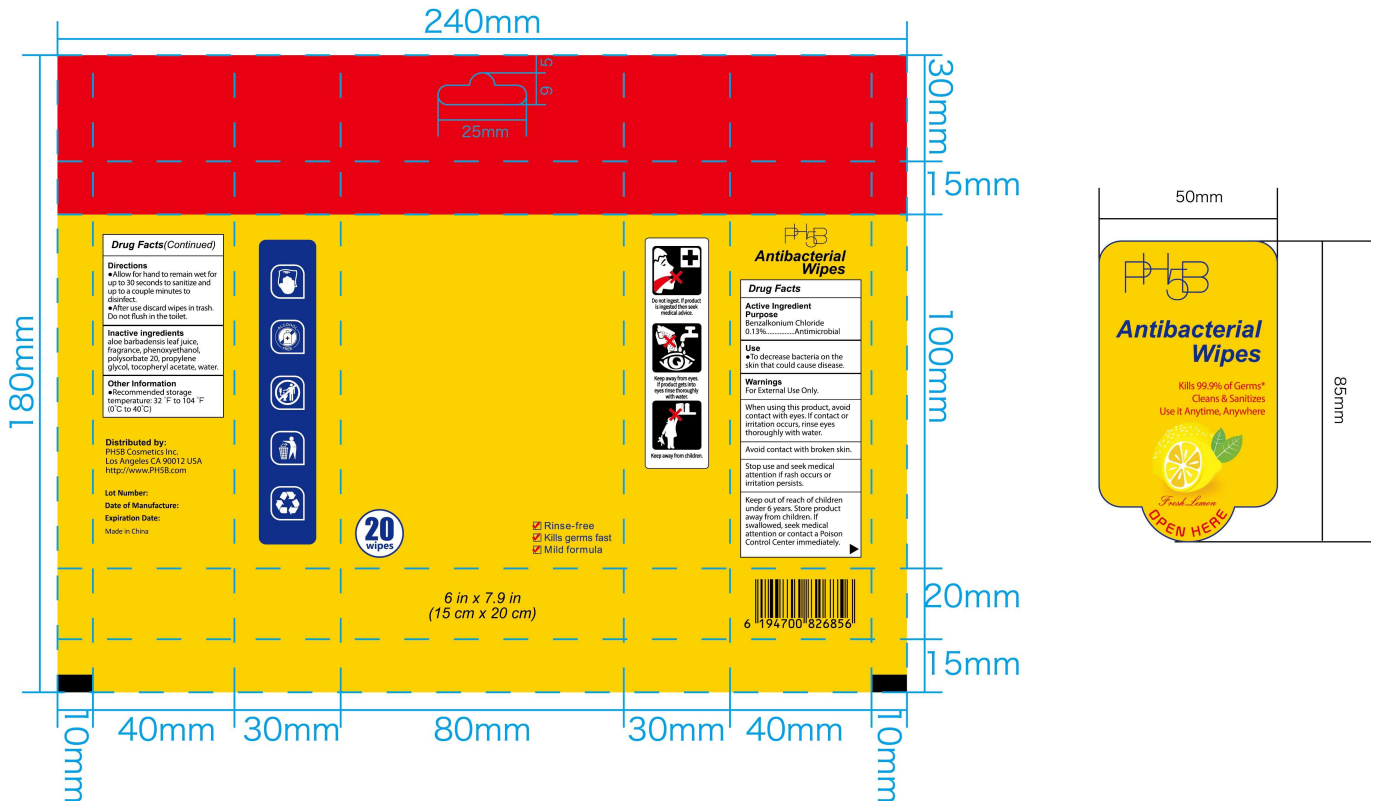 240mm
180mm
5
9
25mm
30mm
15mm
100mm
20mm
15mm
10mm
40mm
30mm
80mm
30mm
40mm
10mm
Drug Facts(Continued)
Directions
●Allow for hand to remain wet for
up to 30 seconds to sanitize and
up to a couple minutes to
disinfect.
●After use discard wipes in trash.
Do not flush in the toilet.
Inactive ingredients
aloe barbadensis leaf juice,
fragrance, phenoxyethanol,
polysorbate 20, propylene
glycol, tocopheryl acetate, water.
Other Information
●Recommended storage
temperature: 32 ˚F to 104 ˚F
(0˚C to 40˚C)
Distributed by:
PH5B Cosmetics Inc.
Los Angeles CA 90012 USA
http://www.PH5B.com
Lot Number:
Date of Manufacture:
Expiration Date:
Made in China
ALCOHOL
FREE
20
wipes
Rinse-free
Kills germs fast
Mild formula
6 in x 7.9 in
(15 cm x 20 cm)
Do not ingest. If product
is ingested then seek
medical advice.
Keep away from eyes.
If product gets into
eyes rinse thoroughly
with water.
Keep away from children.
PH5B
Antibacterial
Wipes
Drug Facts
Active Ingredient
Purpose
Benzalkonium Chloride
0.13%...............Antimicrobial
Use
●To decrease bacteria on the
skin that could cause disease.
Warnings
For External Use Only.
When using this product, avoid
contact with eyes. If contact or
irritation occurs, rinse eyes
thoroughly with water.
Avoid contact with broken skin.
Stop use and seek medical
attention if rash occurs or
irritation persists.
Keep out of reach of children
under 6 years. Store product
away from children. If
swallowed, seek medical
attention or contact a Poison
Control Center immediately.
6 194700 826856
50mm
85mm
PH5B
Antibacterial
Wipes
Kills 99.9% of Germs*
Cleans & Sanitizes
Use it Anytime, Anywhere
Fresh Lemon
OPEN HERE